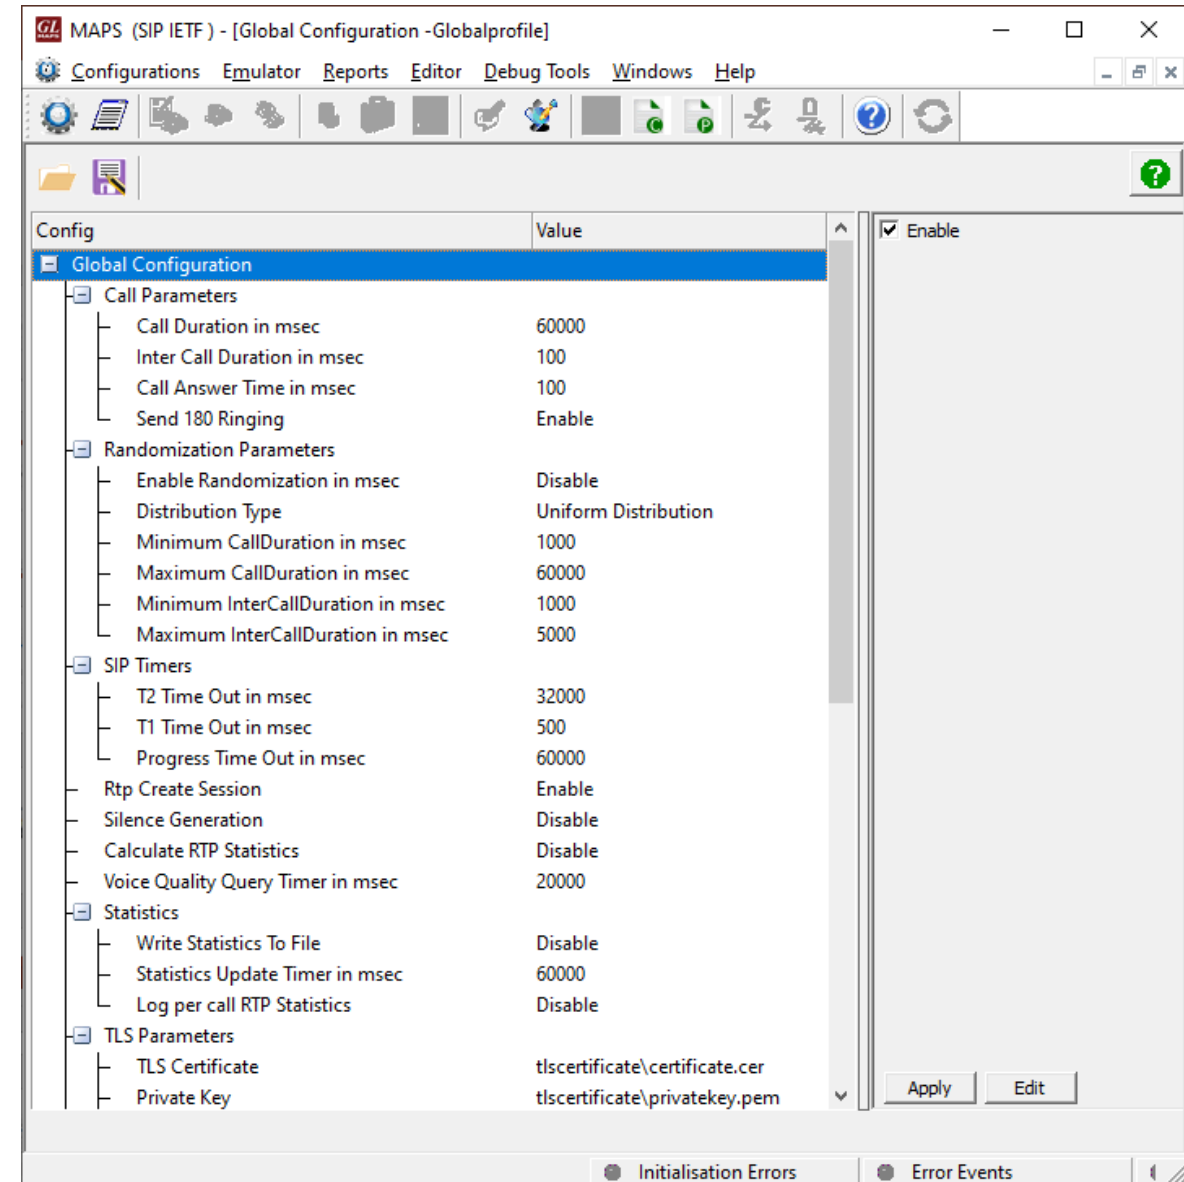 GL MAPS (SIP IETF ) - [Global Configuration -Globalprofile]
Configurations Emulator Reports Editor Debug Tools Windows Help
Config Value Enable
Global Configuration
Call Parameters
Call Duration in msec 60000
Inter Call Duration in msec 100
Call Answer Time in msec 100
Send 180 Ringing Enable
Randomization Parameters
Enable Randomization in msec Disable
Distribution Type Uniform Distribution
Minimum CallDuration in msec 1000
Maximum CallDuration in msec 60000
Minimum InterCallDuration in msec 1000
Maximum InterCallDuration in msec 5000
SIP Timers
T2 Time Out in msec 32000
T1 Time Out in msec 500
Progress Time Out in msec 60000
Rtp Create Session Enable
Silence Generation Disable
Calculate RTP Statistics Disable
Voice Quality Query Timer in msec 20000
Statistics
Write Statistics To File Disable
Statistics Update Timer in msec 60000
Log per call RTP Statistics Disable
TLS Parameters
TLS Certificate tlscertificate\certificate.cer
Private Key tlscertificate\privatekey.pem
Apply Edit
Initialisation Errors Error Events